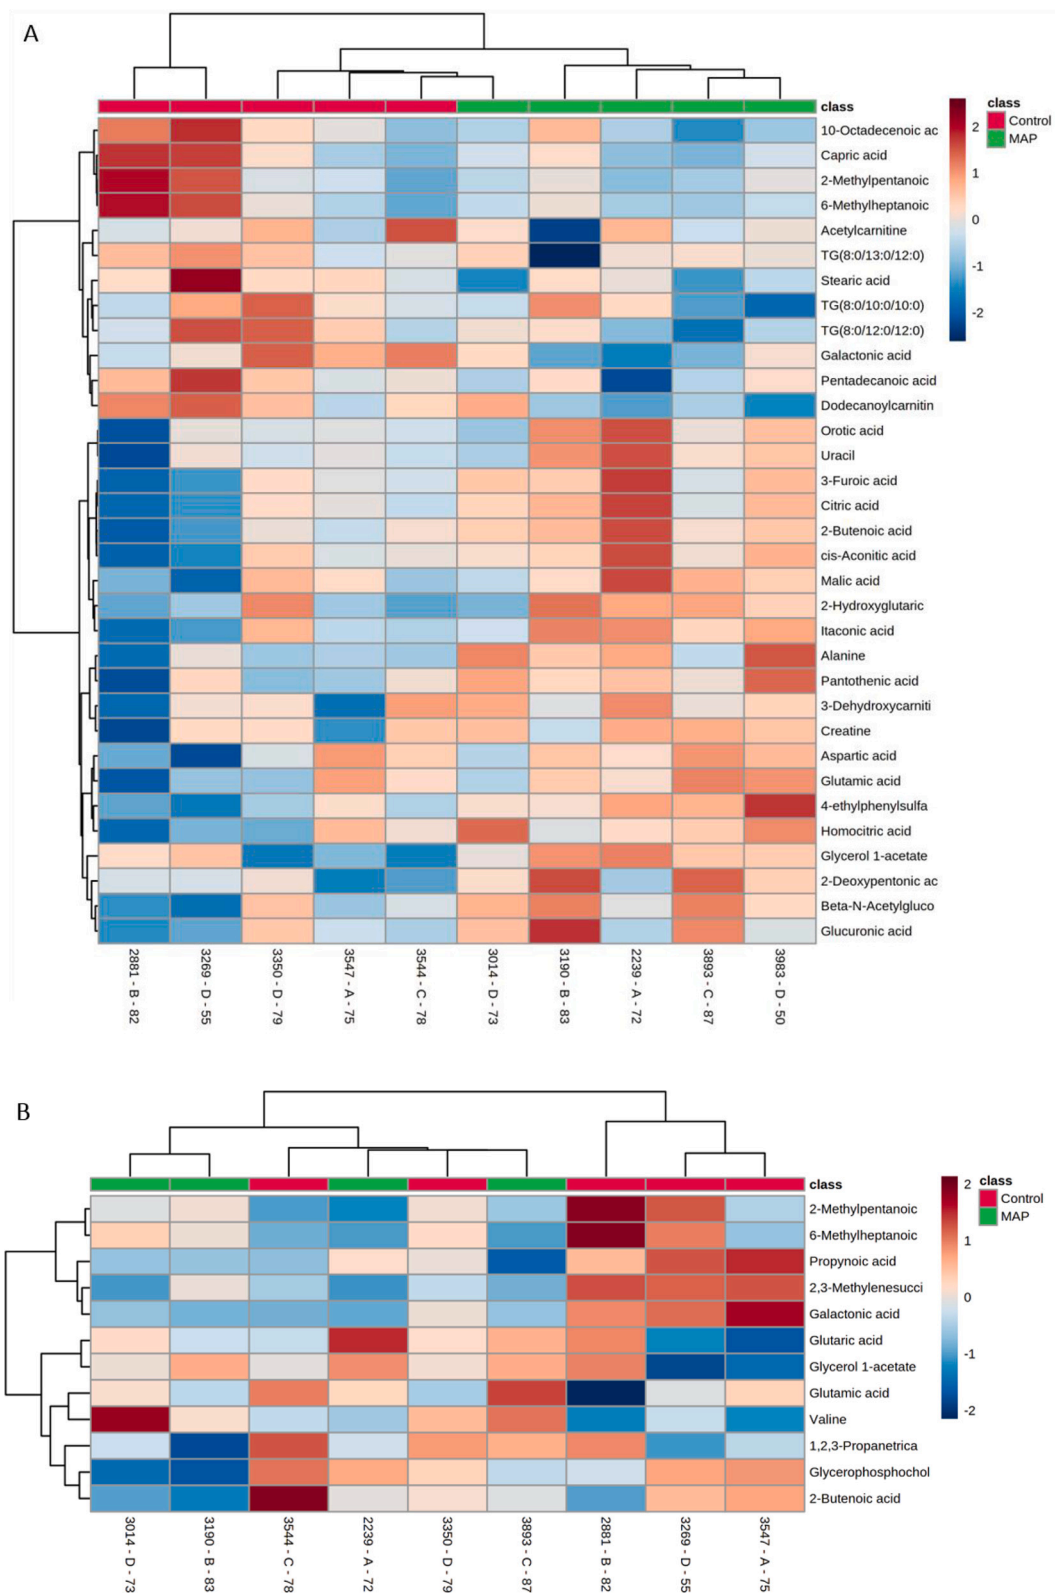 A
class
10-Octadecenoic ac
Capric acid
2-Methylpentanoic
6-Methylheptanoic
Acetylcarnitine
TG(8:0/13:0/12:0)
Stearic acid
TG(8:0/10:0/10:0)
TG(8:0/12:0/12:0)
Galactonic acid
Pentadecanoic acid
Dodecanoylcarnitin
Orotic acid
Uracil
3-Furoic acid
Citric acid
2-Butenoic acid
cis-Aconitic acid
Malic acid
2-Hydroxyglutaric
Itaconic acid
Alanine
Pantothenic acid
3-Dehydroxycarniti
Creatine
Aspartic acid
Glutamic acid
4-ethylphenylsulfa
Homocitric acid
Glycerol 1-acetate
2-Deoxypentonic ac
Beta-N-Acetylgluco
Glucuronic acid
2
1
0
-1
-2
class
Control
MAP
2881 - B - 82
3269 - D - 55
3350 - D - 79
3547 - A - 75
3544 - C - 78
3014 - D - 73
3190 - B - 83
2239 - A - 72
3893 - C - 87
3983 - D - 50
B
class
2-Methylpentanoic
6-Methylheptanoic
Propynoic acid
2,3-Methylenesucci
Galactonic acid
Glutaric acid
Glycerol 1-acetate
Glutamic acid
Valine
1,2,3-Propanetrica
Glycerophosphochol
2-Butenoic acid
2
1
0
-1
-2
class
Control
MAP
3014 - D - 73
3190 - B - 83
3544 - C - 78
2239 - A - 72
3350 - D - 79
3893 - C - 87
2881 - B - 82
3269 - D - 55
3547 - A - 75